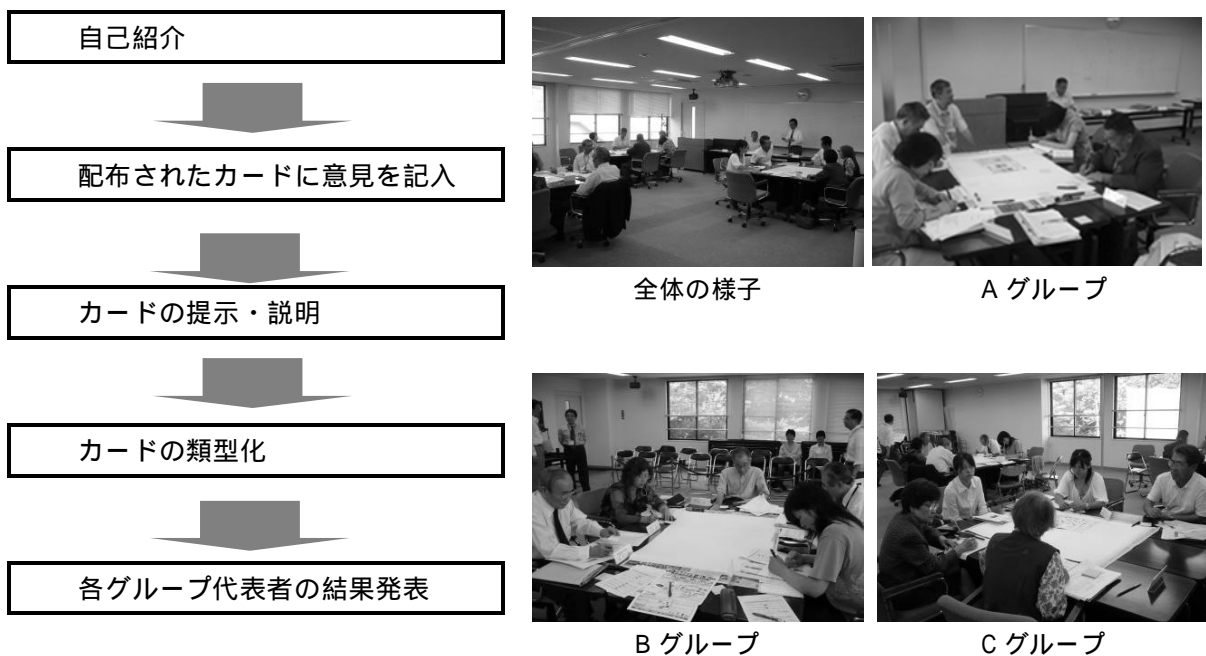 自己紹介
配布されたカードに意見を記入
カードの提示・説明
カードの類型化
各グループ代表者の結果発表
全体の様子
A グループ
B グループ
C グループ